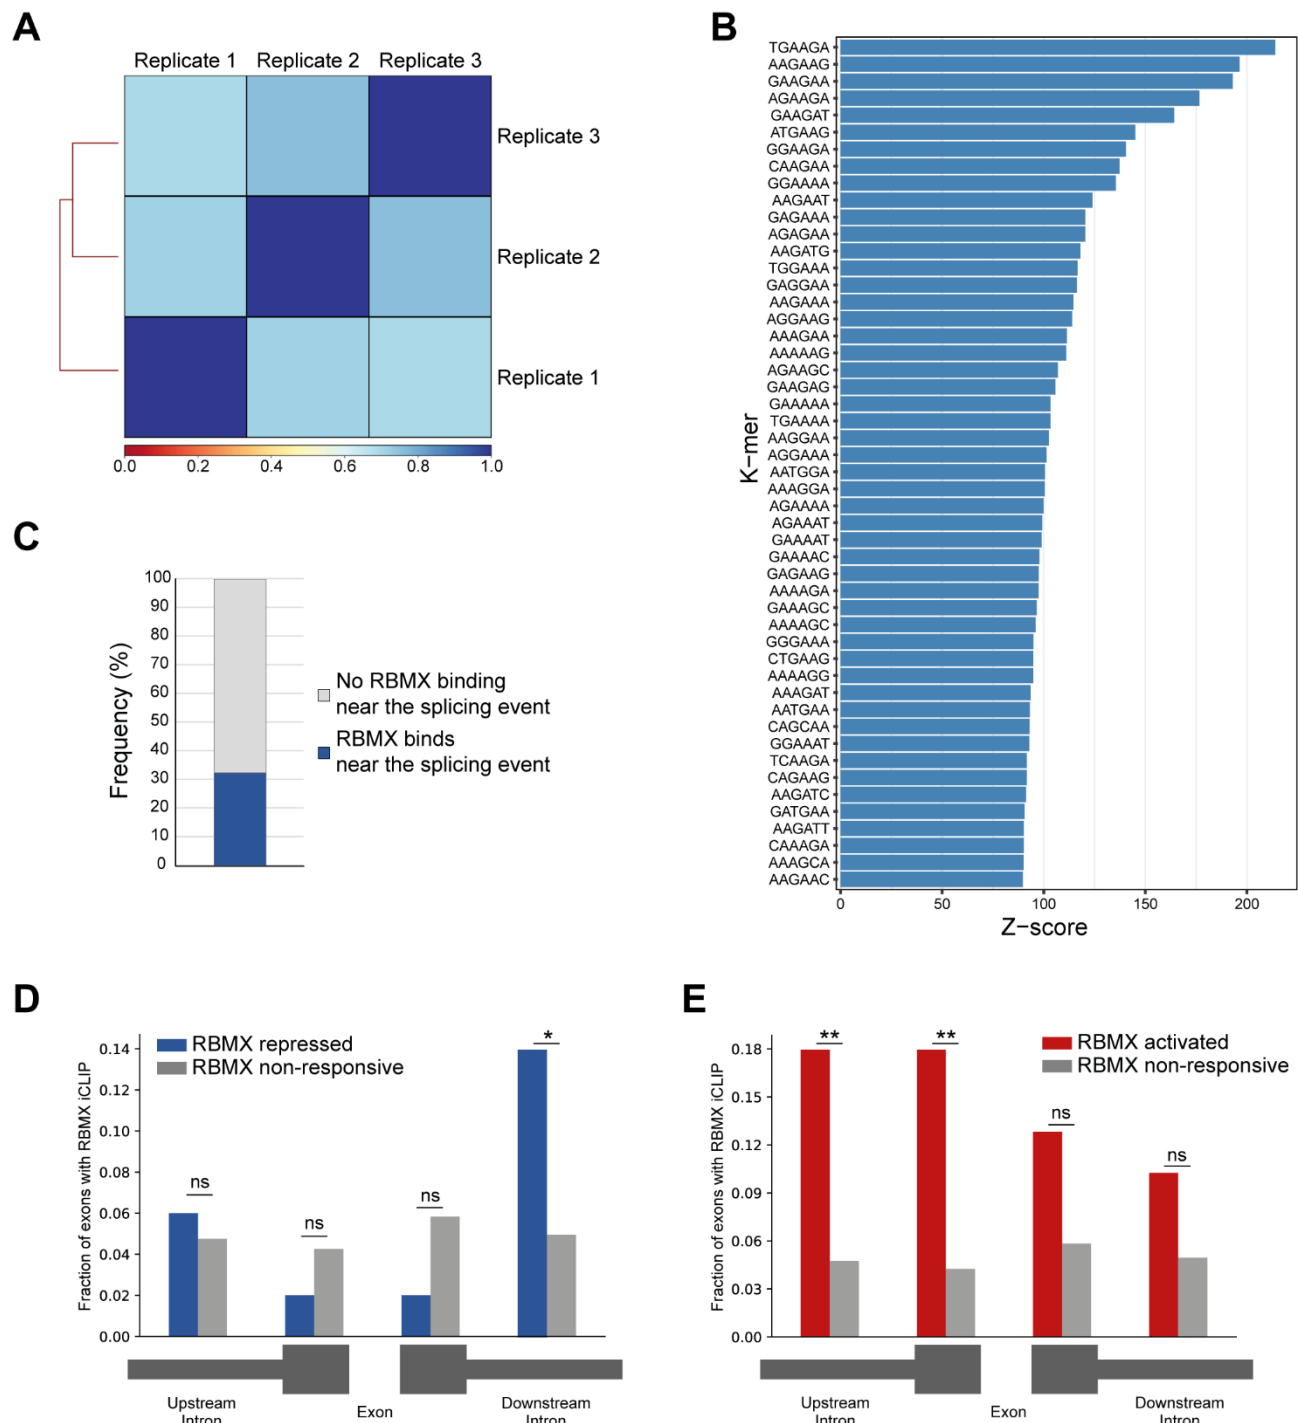 A
Replicate 1 Replicate 2 Replicate 3
Replicate 3
Replicate 2
Replicate 1
0.0 0.2 0.4 0.6 0.8 1.0
B
K-mer
TGAAGA
AAGAAG
GAAGAA
AGAAGA
GAAGAT
ATGAAG
GGAAGA
CAAGAA
GGAAAA
AAGAAT
GAGAAA
AGAGAA
AAGATG
TGGAAA
GAGGAA
AAGAAA
AGGAAG
AAAGAA
AAAAAG
AGAAGC
GAAGAG
GAAAAA
TGAAAA
AAGGAA
AGGAAA
AATGGA
AAAGGA
AGAAAA
AGAAAT
GAAAAT
GAAAAC
GAGAAG
AAAAGA
GAAAGC
AAAAGC
GGGAAA
CTGAAG
AAAAGG
AAAGAT
AATGAA
CAGCAA
GGAAAT
TCAAGA
CAGAAG
AAGATC
GATGAA
AAGATT
CAAAGA
AAAGCA
AAGAAC
0 50 100 150 200
Z−score
C
Frequency (%)
100
90
80
70
60
50
40
30
20
10
0
No RBMX binding
near the splicing event
RBMX binds
near the splicing event
D
Fraction of exons with RBMX iCLIP
0.14
0.12
0.10
0.08
0.06
0.04
0.02
0.00
RBMX repressed
RBMX non-responsive
ns
ns
ns
*
Upstream
Intron
Exon
Downstream
Intron
E
Fraction of exons with RBMX iCLIP
0.18
0.15
0.12
0.09
0.06
0.03
0.00
RBMX activated
RBMX non-responsive
**
**
ns
ns
Upstream
Intron
Exon
Downstream
Intron